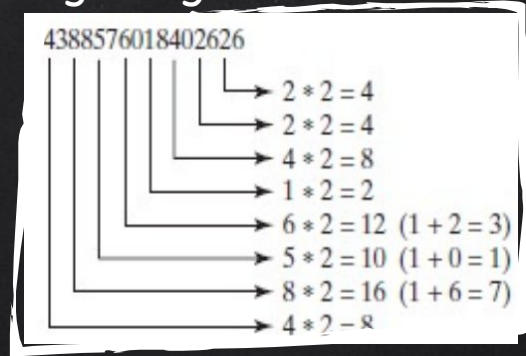 4388576018402626
2 * 2 = 4
2 * 2 = 4
4 * 2 = 8
1 * 2 = 2
6 * 2 = 12 (1 + 2 = 3)
5 * 2 = 10 (1 + 0 = 1)
8 * 2 = 16 (1 + 6 = 7)
4 * 2 = 8